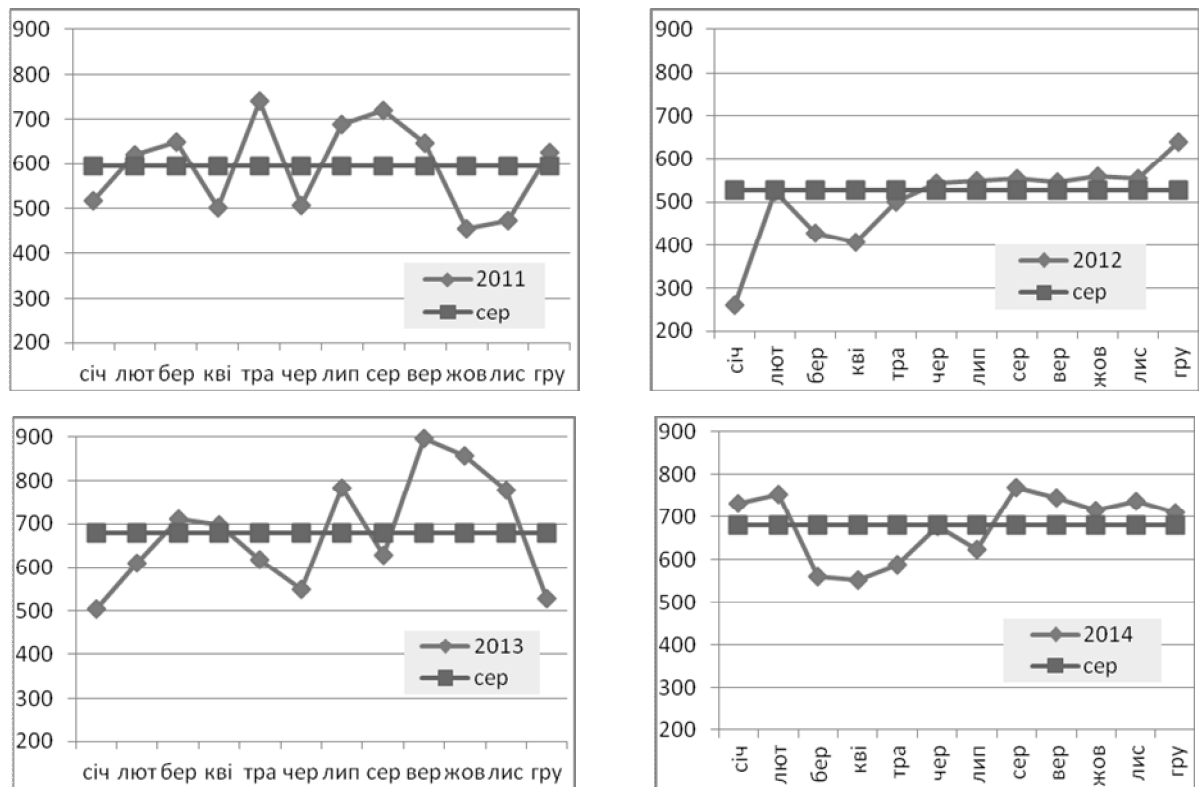 900
800
700
600
500
400
300
200
2011
сер
січ лют бер кві тра чер лип сер вер жов лис гру
900
800
700
600
500
400
300
200
2012
сер
січ
лют
бер
кві
тра
чер
лип
сер
вер
жов
лис
гру
900
800
700
600
500
400
300
200
2013
сер
січ лют бер кві тра чер лип сер вер жов лис гру
900
800
700
600
500
400
300
200
2014
сер
січ
лют
бер
кві
тра
чер
лип
сер
вер
жов
лис
гру